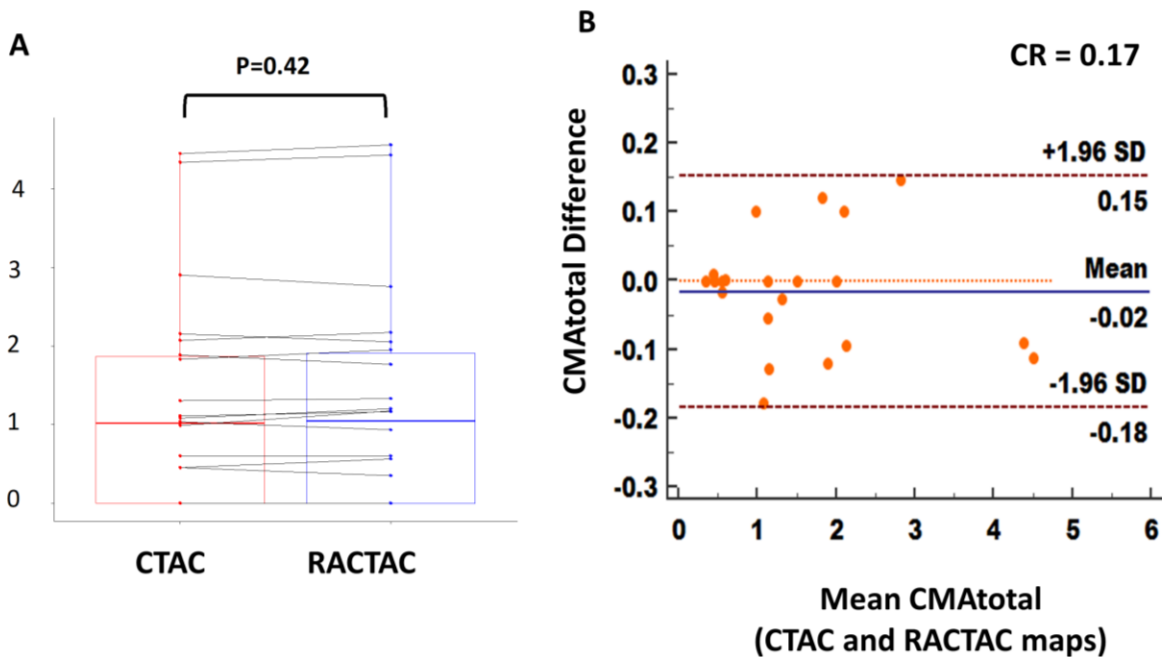 A
P=0.42
4
3
2
1
0
CTAC
RACTAC
B
CR = 0.17
CMAtotal Difference
0.3
0.2
0.1
0.0
-0.1
-0.2
-0.3
+1.96 SD
0.15
Mean
-0.02
-1.96 SD
-0.18
0 1 2 3 4 5 6
Mean CMAtotal
(CTAC and RACTAC maps)